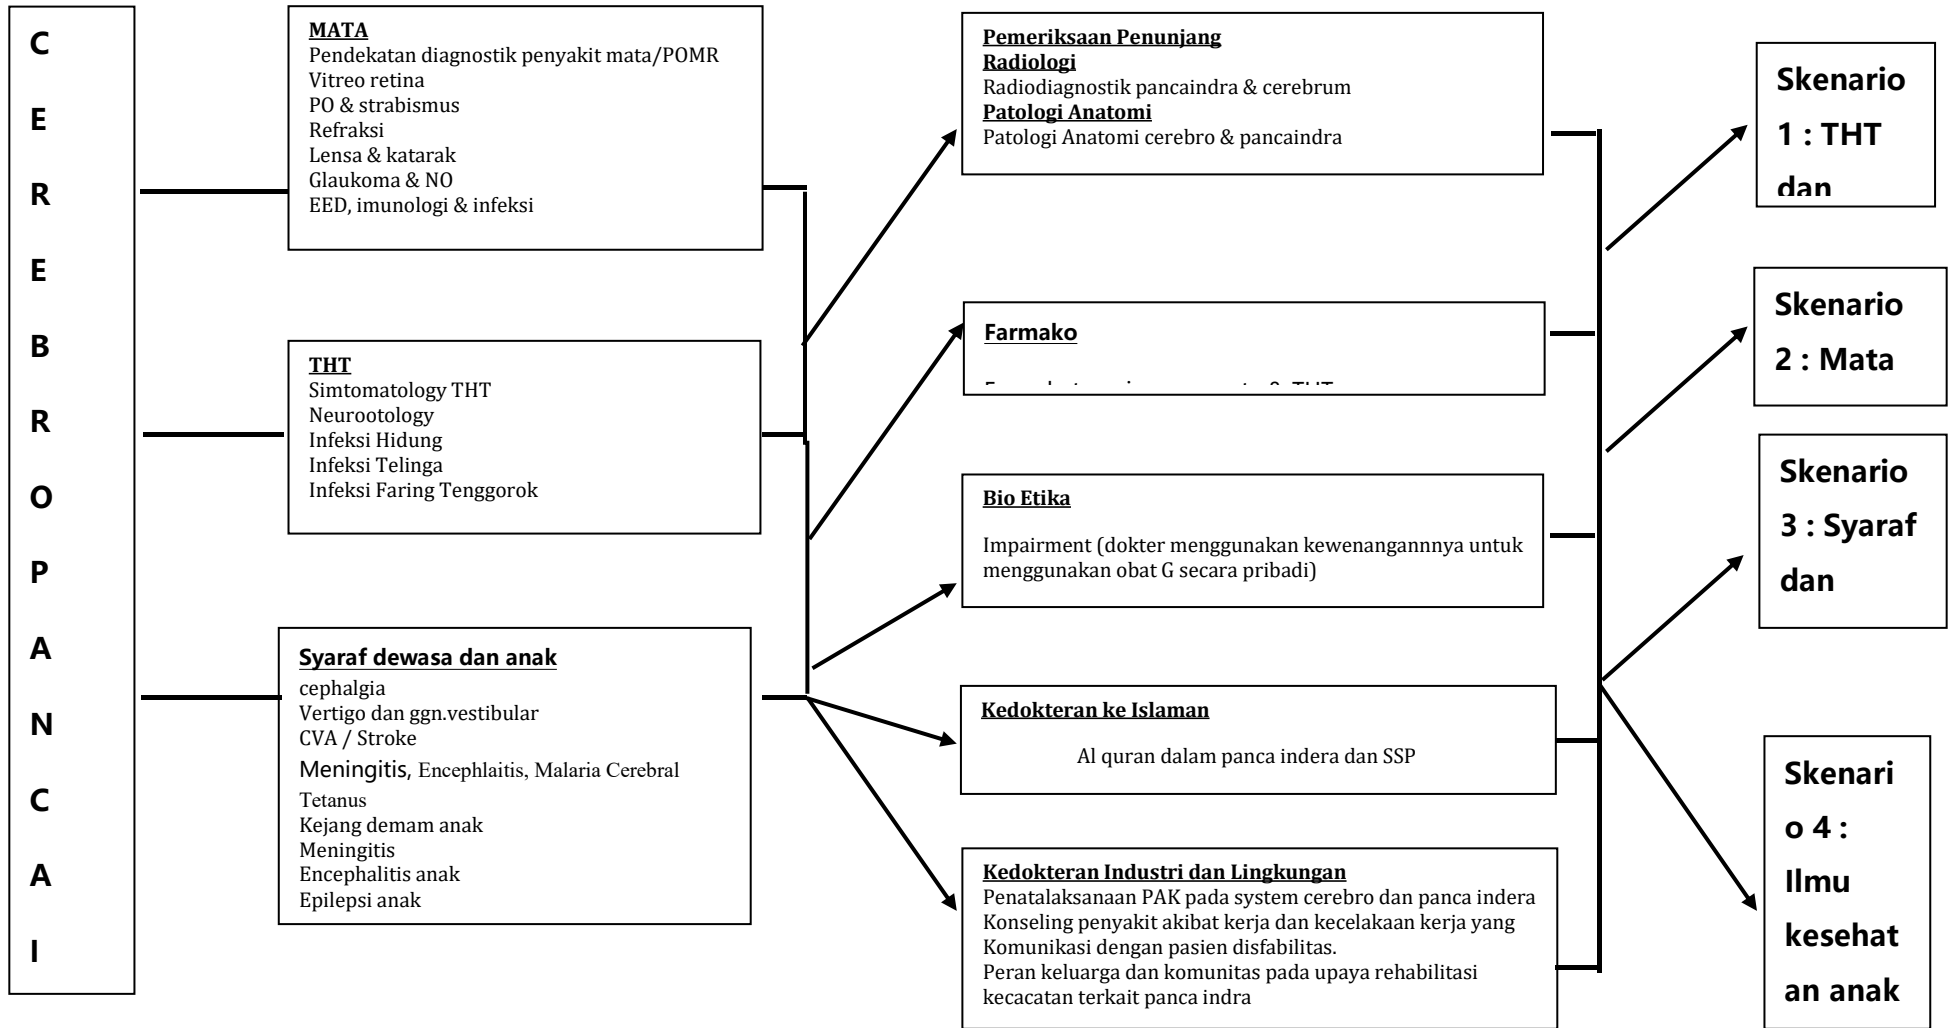 C
E
R
E
B
R
O
P
A
N
C
A
I
MATA
Pendekatan diagnostik penyakit mata/POMR
Vitreo retina
PO & strabismus
Refraksi
Lensa & katarak
Glaukoma & NO
EED, imunologi & infeksi
THT
Simtomatology THT
Neurootology
Infeksi Hidung
Infeksi Telinga
Infeksi Faring Tenggorok
Syaraf dewasa dan anak
cephalgia
Vertigo dan ggn.vestibular
CVA / Stroke
Meningitis, Encephlaitis, Malaria Cerebral
Tetanus
Kejang demam anak
Meningitis
Encephalitis anak
Epilepsi anak
Pemeriksaan Penunjang
Radiologi
Radiodiagnostik pancaindra & cerebrum
Patologi Anatomi
Patologi Anatomi cerebro & pancaindra
Farmako
& THT
Bio Etika
Impairment (dokter menggunakan kewenangannnya untuk
menggunakan obat G secara pribadi)
Kedokteran ke Islaman
Al quran dalam panca indera dan SSP
Kedokteran Industri dan Lingkungan
Penatalaksanaan PAK pada system cerebro dan panca indera
Konseling penyakit akibat kerja dan kecelakaan kerja yang
Komunikasi dengan pasien disfabilitas.
Peran keluarga dan komunitas pada upaya rehabilitasi
kecacatan terkait panca indra
Skenario
1 : THT
dan
Skenario
2 : Mata
Skenario
3 : Syaraf
dan
Skenari
o 4 :
Ilmu
kesehat
an anak